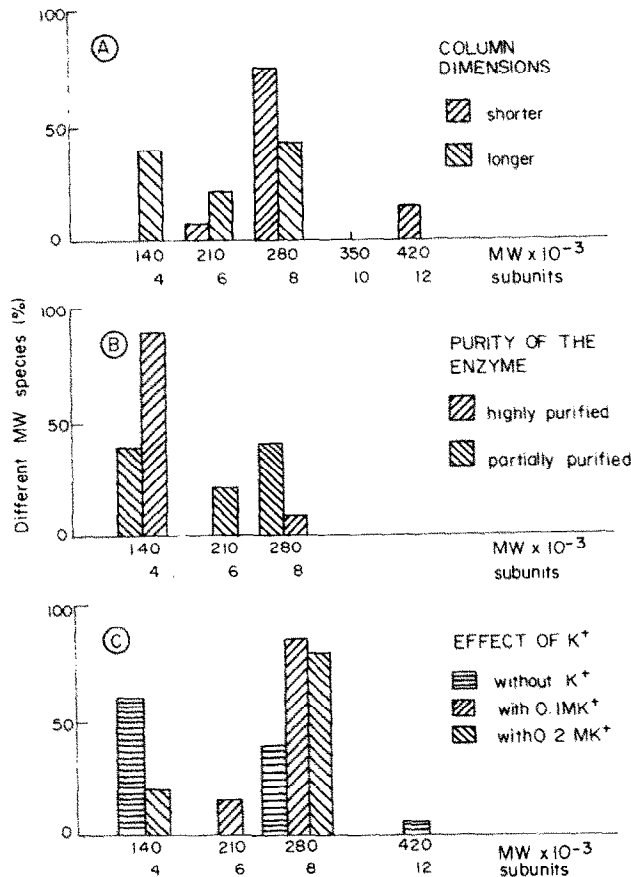 Different MW species (%)
A
100
50
0
COLUMN
DIMENSIONS
shorter
longer
140 210 280 350 420 MW x 10⁻³
4 6 8 10 12 subunits
B
100
50
0
PURITY OF THE
ENZYME
highly purified
partially purified
140 210 280 MW x 10⁻³
4 6 8 subunits
C
100
50
0
EFFECT OF K⁺
without K⁺
with 0.1MK⁺
with 0 2 MK⁺
140 210 280 420 MW x 10⁻³
4 6 8 12 subunits